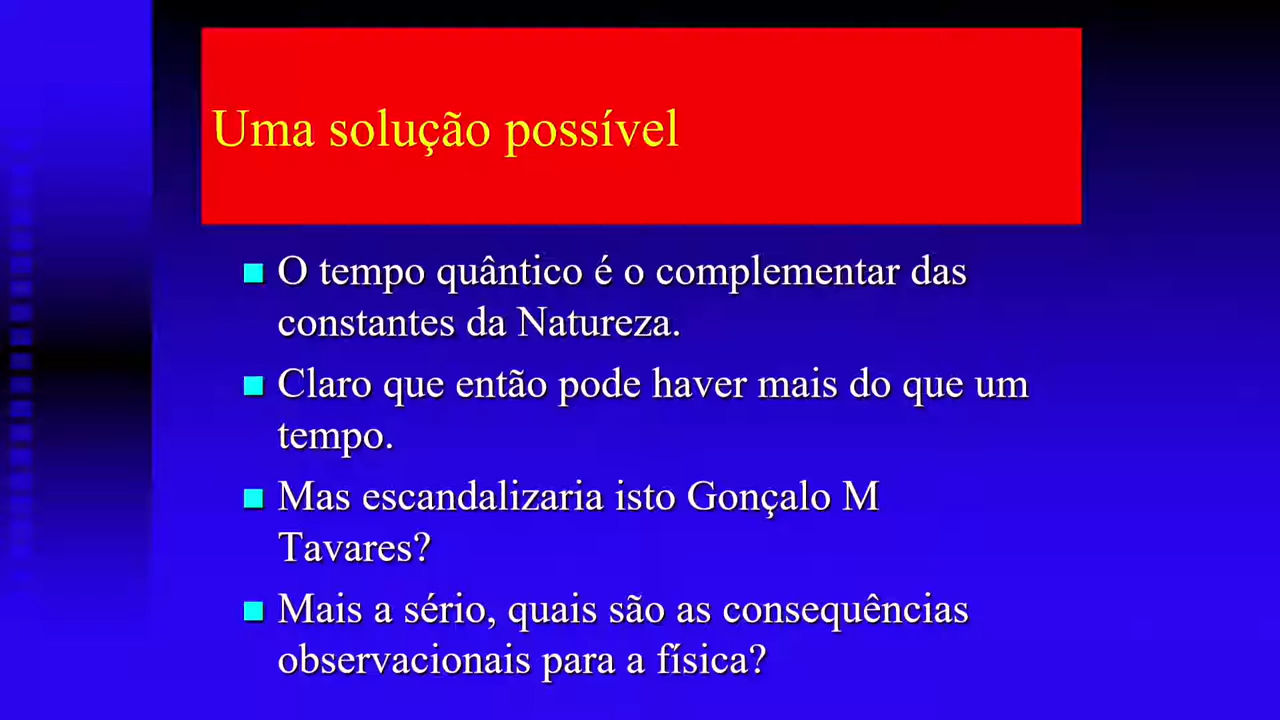 Uma solução possível
O tempo quântico é o complementar das
constantes da Natureza.
Claro que então pode haver mais do que um
tempo.
Mas escandalizaria isto Gonçalo M
Tavares?
Mais a sério, quais são as consequências
observacionais para a física?